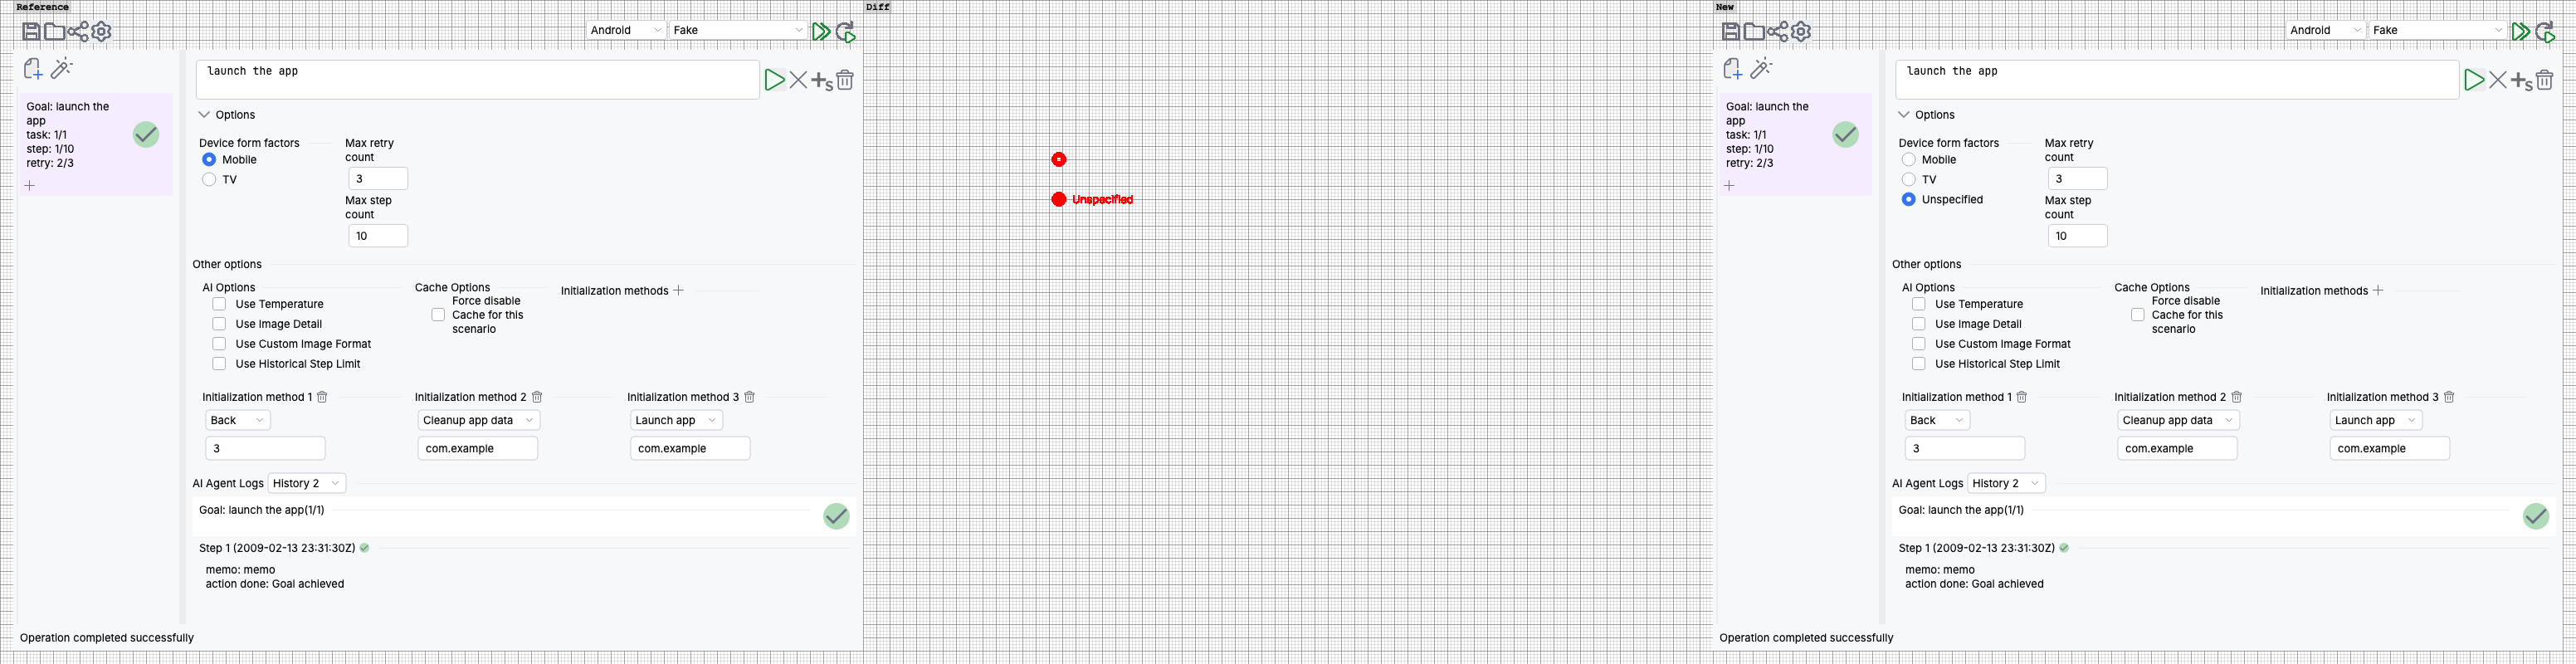 Reference
Android
Fake
launch the app
Goal: launch the
app
task: 1/1
step: 1/10
retry: 2/3
Options
Device form factors
Mobile
TV
Max retry
count
3
Max step
count
10
Other options
AI Options
Use Temperature
Use Image Detail
Use Custom Image Format
Use Historical Step Limit
Cache Options
Force disable
Cache for this
scenario
Initialization methods
Initialization method 1
Back
3
Initialization method 2
Cleanup app data
com.example
Initialization method 3
Launch app
com.example
AI Agent Logs
History 2
Goal: launch the app(1/1)
Step 1 (2009-02-13 23:31:30Z)
memo: memo
action done: Goal achieved
Operation completed successfully
Diff
Unspecified
New
Android
Fake
launch the app
Goal: launch the
app
task: 1/1
step: 1/10
retry: 2/3
Options
Device form factors
Mobile
TV
Unspecified
Max retry
count
3
Max step
count
10
Other options
AI Options
Use Temperature
Use Image Detail
Use Custom Image Format
Use Historical Step Limit
Cache Options
Force disable
Cache for this
scenario
Initialization methods
Initialization method 1
Back
3
Initialization method 2
Cleanup app data
com.example
Initialization method 3
Launch app
com.example
AI Agent Logs
History 2
Goal: launch the app(1/1)
Step 1 (2009-02-13 23:31:30Z)
memo: memo
action done: Goal achieved
Operation completed successfully